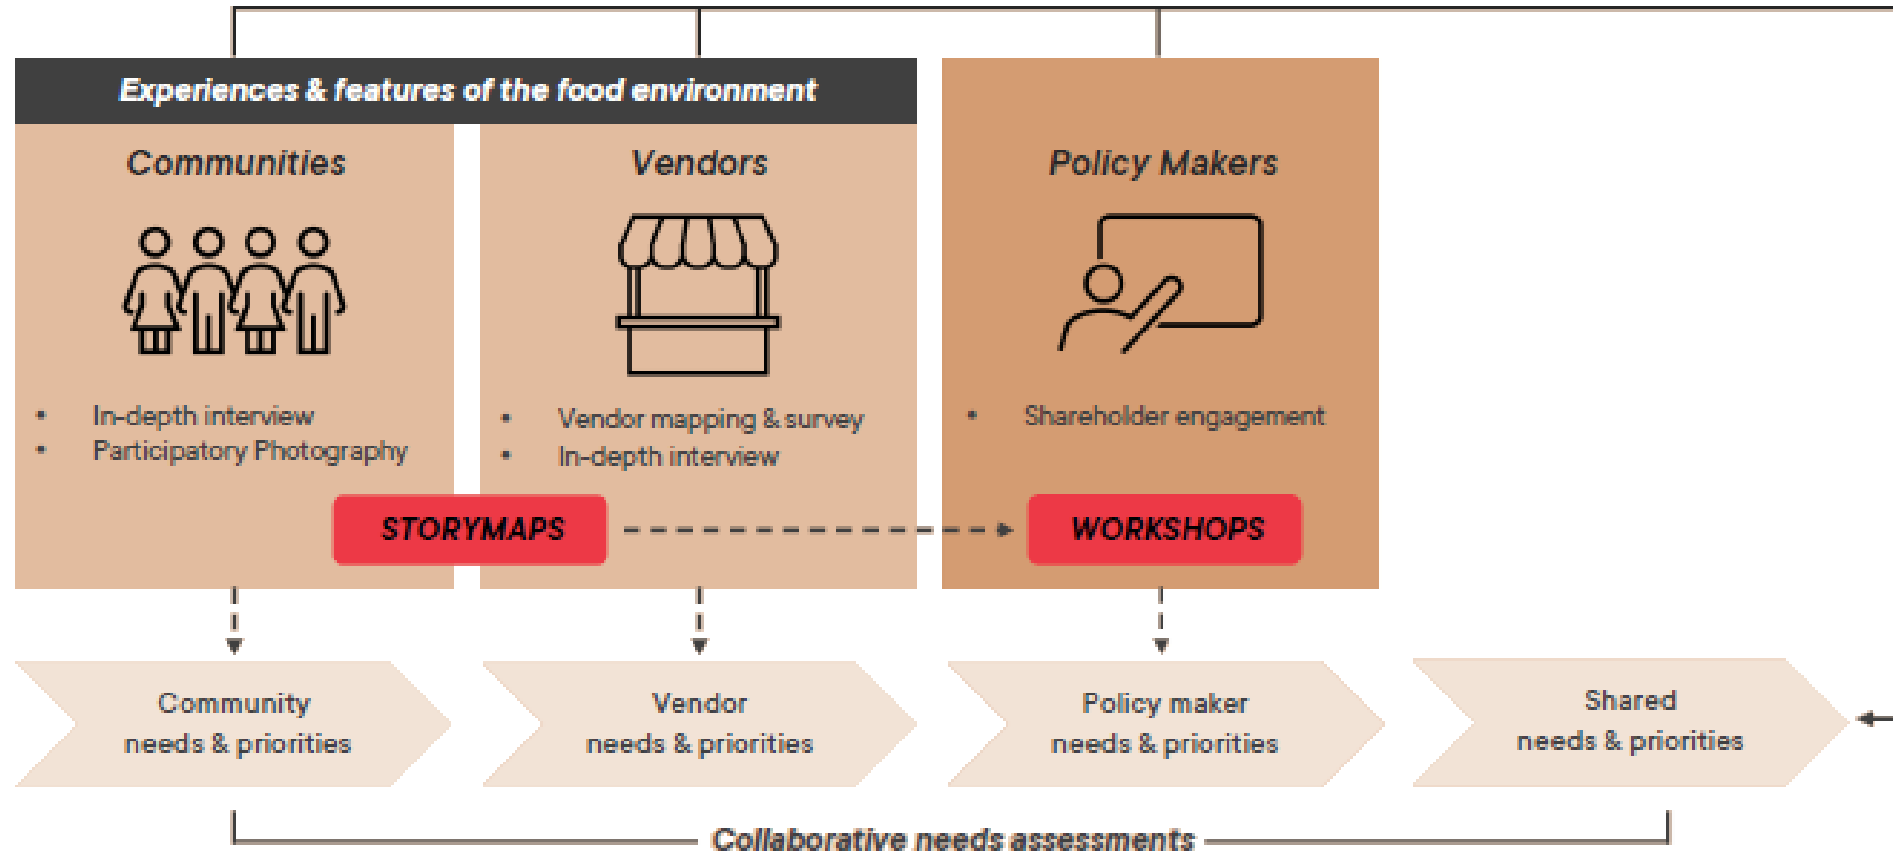 Experiences & features of the food environment
Communities
Vendors
Policy Makers
• In-depth interview
• Participatory Photography
• Vendor mapping & survey
• In-depth interview
• Shareholder engagement
STORYMAPS
WORKSHOPS
Community
needs & priorities
Vendor
needs & priorities
Policy maker
needs & priorities
Shared
needs & priorities
Collaborative needs assessments